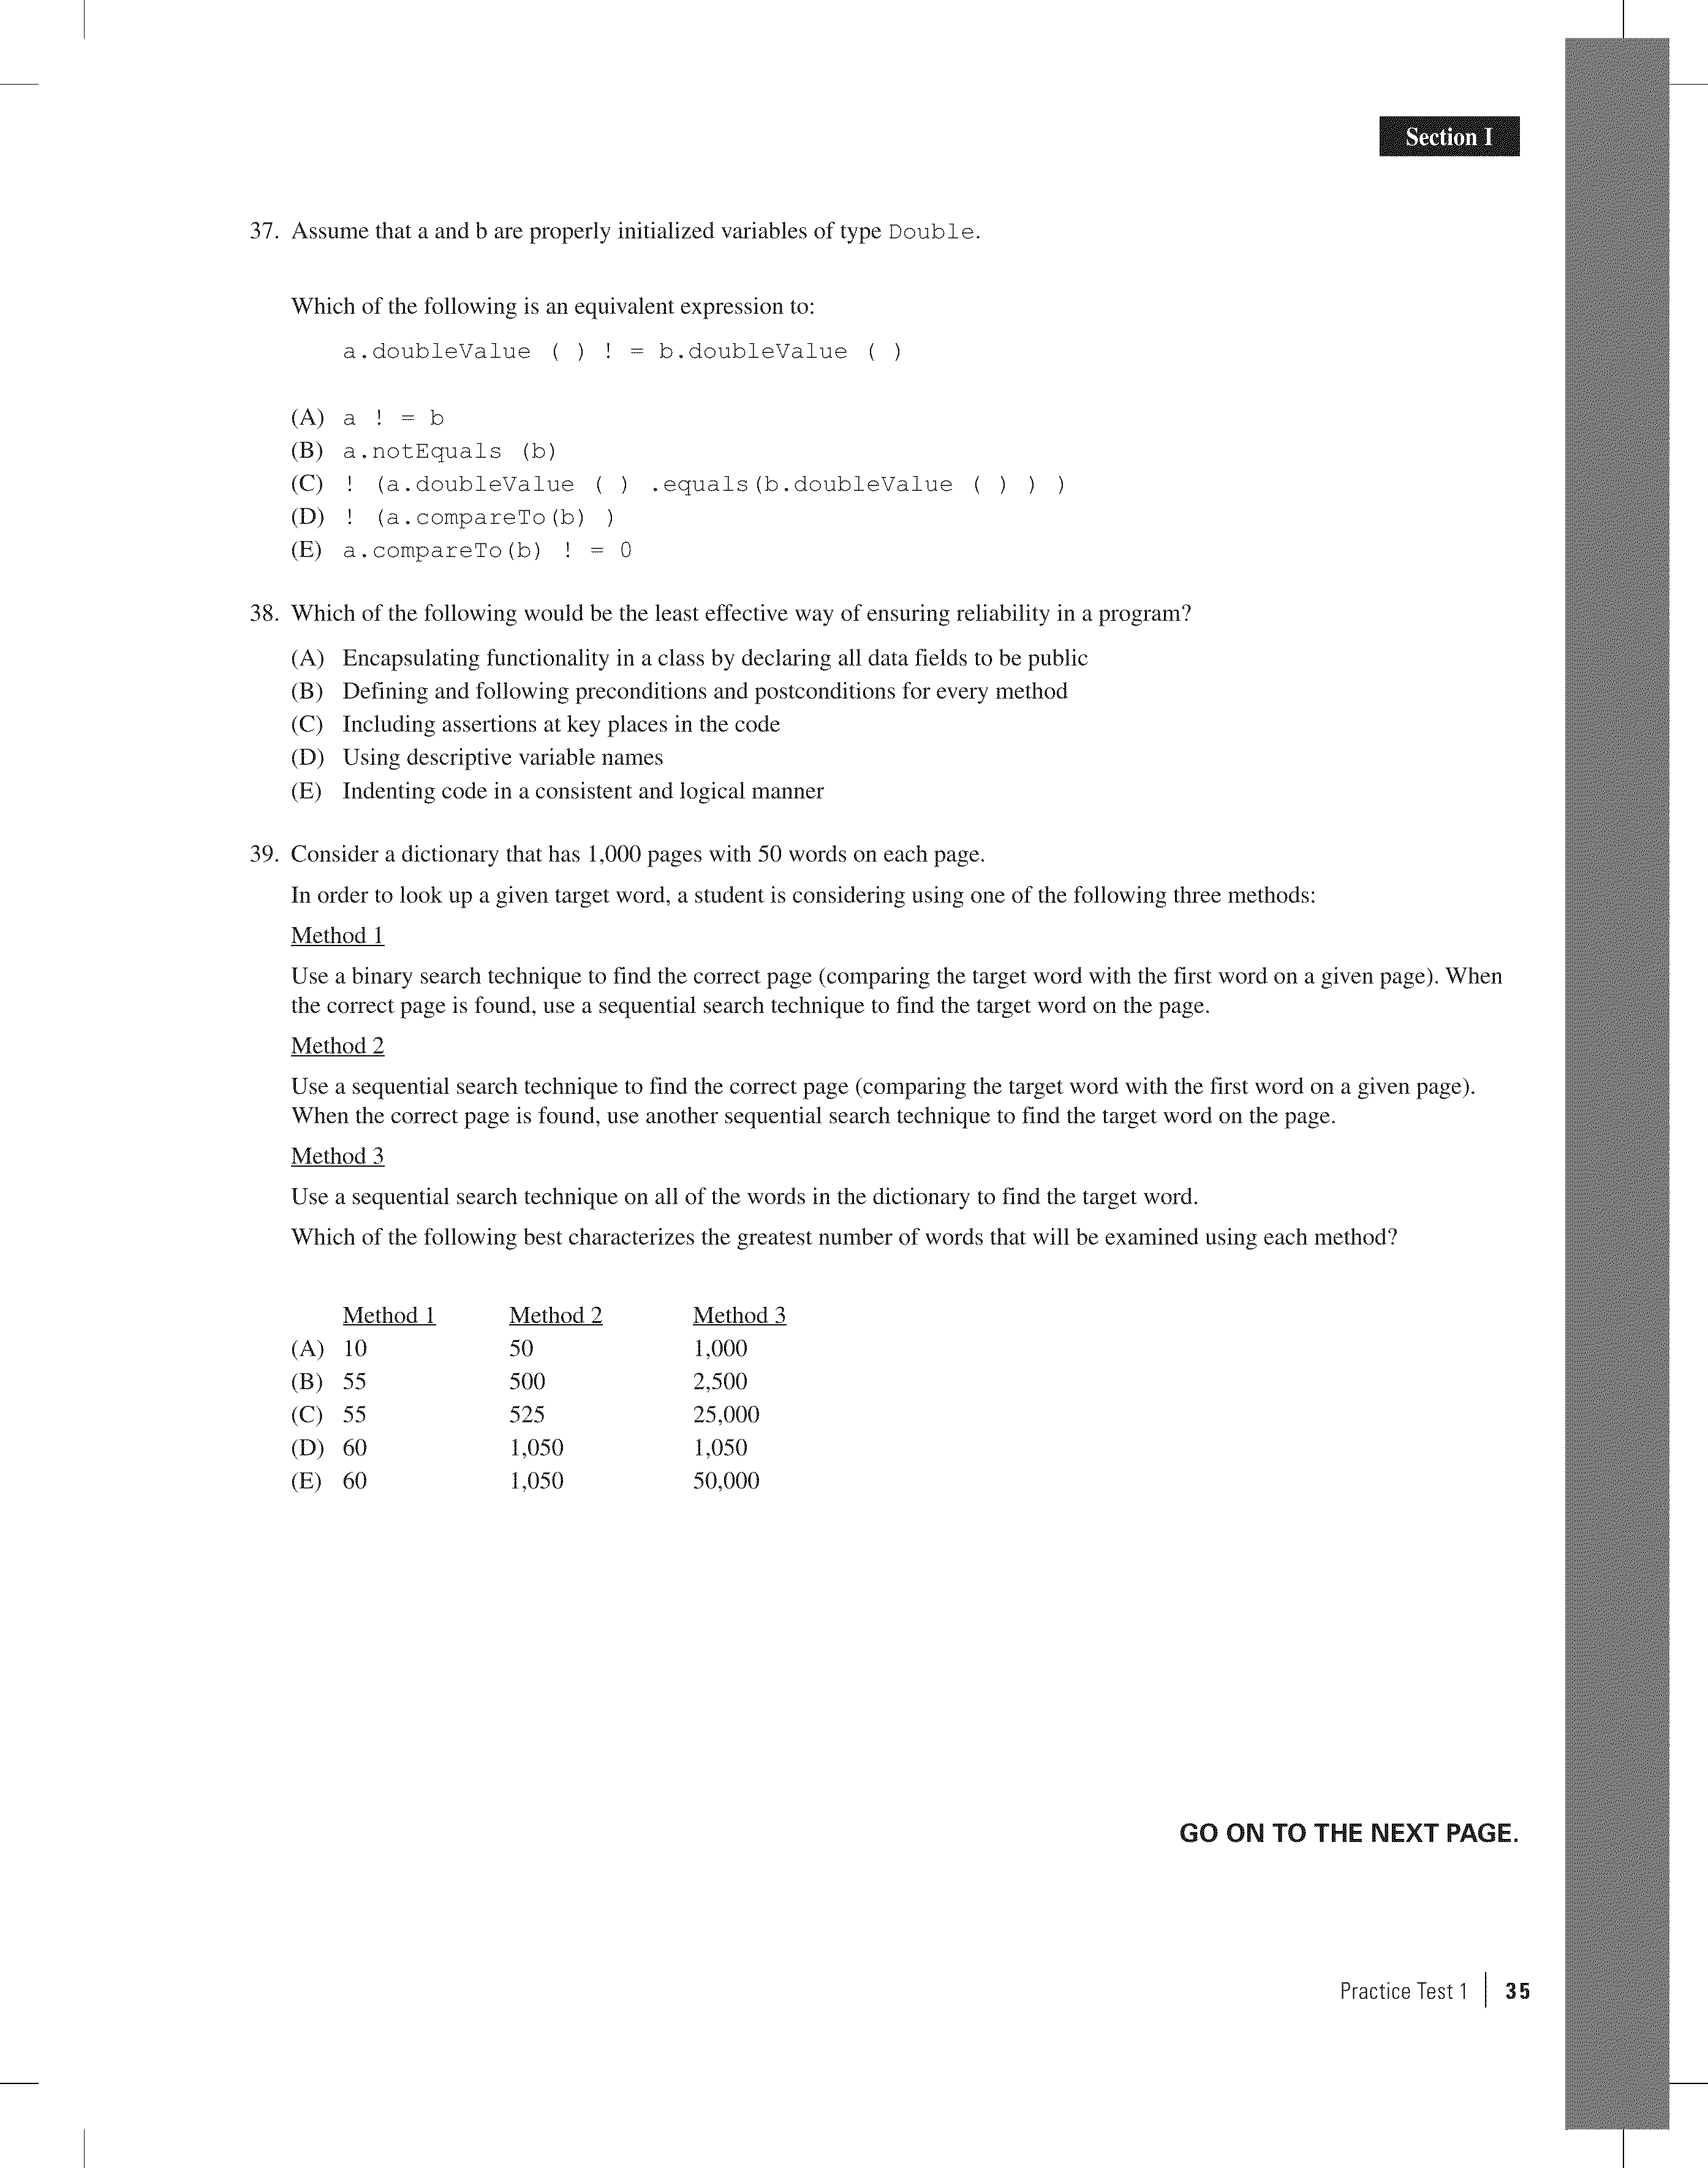 Section I
37. Assume that a and b are properly initialized variables of type Double.
Which of the following is an equivalent expression to:
a.doubleValue ( ) ! = b.doubleValue ( )
(A) a ! = b
(B) a.notEquals (b)
(C) ! (a.doubleValue ( ) .equals(b.doubleValue ( ) ) )
(D) ! (a.compareTo(b) )
(E) a.compareTo(b) ! = 0
38. Which of the following would be the least effective way of ensuring reliability in a program?
(A) Encapsulating functionality in a class by declaring all data fields to be public
(B) Defining and following preconditions and postconditions for every method
(C) Including assertions at key places in the code
(D) Using descriptive variable names
(E) Indenting code in a consistent and logical manner
39. Consider a dictionary that has 1,000 pages with 50 words on each page.
In order to look up a given target word, a student is considering using one of the following three methods:
Method 1
Use a binary search technique to find the correct page (comparing the target word with the first word on a given page). When
the correct page is found, use a sequential search technique to find the target word on the page.
Method 2
Use a sequential search technique to find the correct page (comparing the target word with the first word on a given page).
When the correct page is found, use another sequential search technique to find the target word on the page.
Method 3
Use a sequential search technique on all of the words in the dictionary to find the target word.
Which of the following best characterizes the greatest number of words that will be examined using each method?
Method 1 Method 2 Method 3
(A) 10 50 1,000
(B) 55 500 2,500
(C) 55 525 25,000
(D) 60 1,050 1,050
(E) 60 1,050 50,000
GO ON TO THE NEXT PAGE.
Practice Test 1 | 35